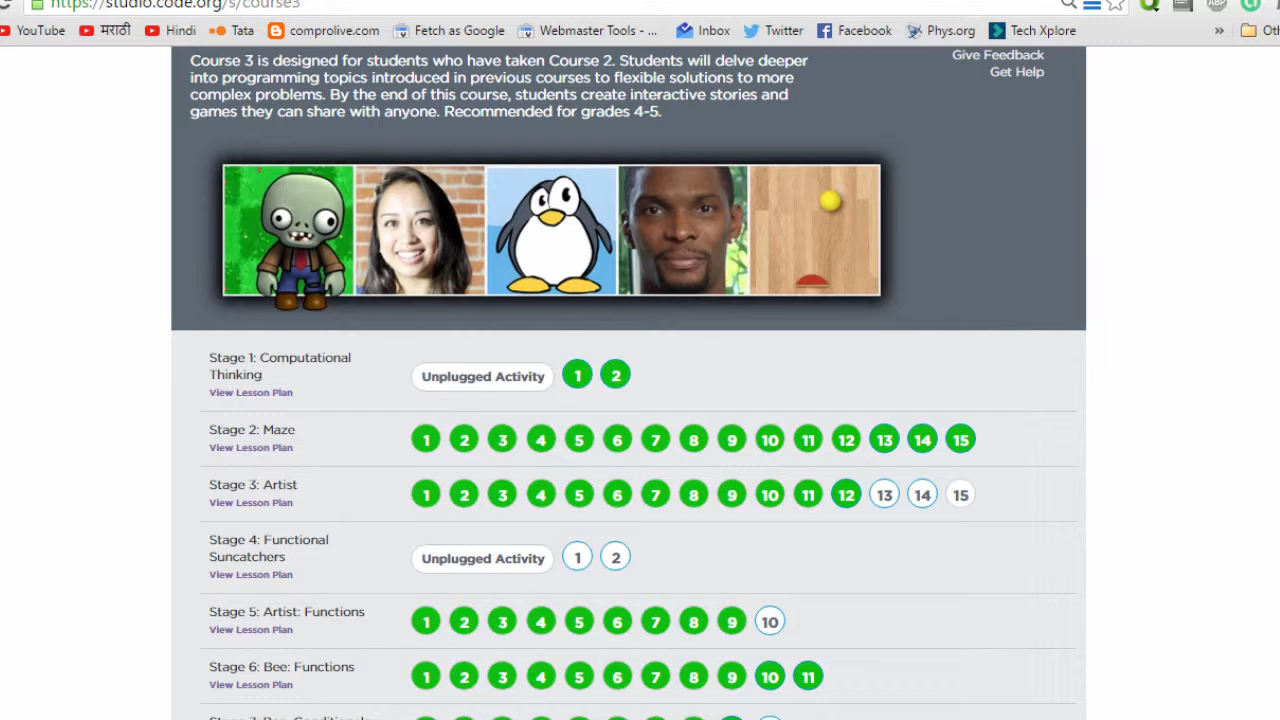 https://studio.code.org/s/course3
YouTube मराठी Hindi Tata comprolive.com Fetch as Google Webmaster Tools - ... Inbox Twitter Facebook Phys.org Tech Xplore » Oth
ABP
Course 3 is designed for students who have taken Course 2. Students will delve deeper
into programming topics introduced in previous courses to flexible solutions to more
complex problems. By the end of this course, students create interactive stories and
games they can share with anyone. Recommended for grades 4-5.
Give Feedback
Get Help
Stage 1: Computational
Thinking
View Lesson Plan
Unplugged Activity 1 2
Stage 2: Maze
View Lesson Plan
1 2 3 4 5 6 7 8 9 10 11 12 13 14 15
Stage 3: Artist
View Lesson Plan
1 2 3 4 5 6 7 8 9 10 11 12 13 14 15
Stage 4: Functional
Suncatchers
View Lesson Plan
Unplugged Activity 1 2
Stage 5: Artist: Functions
View Lesson Plan
1 2 3 4 5 6 7 8 9 10
Stage 6: Bee: Functions
View Lesson Plan
1 2 3 4 5 6 7 8 9 10 11